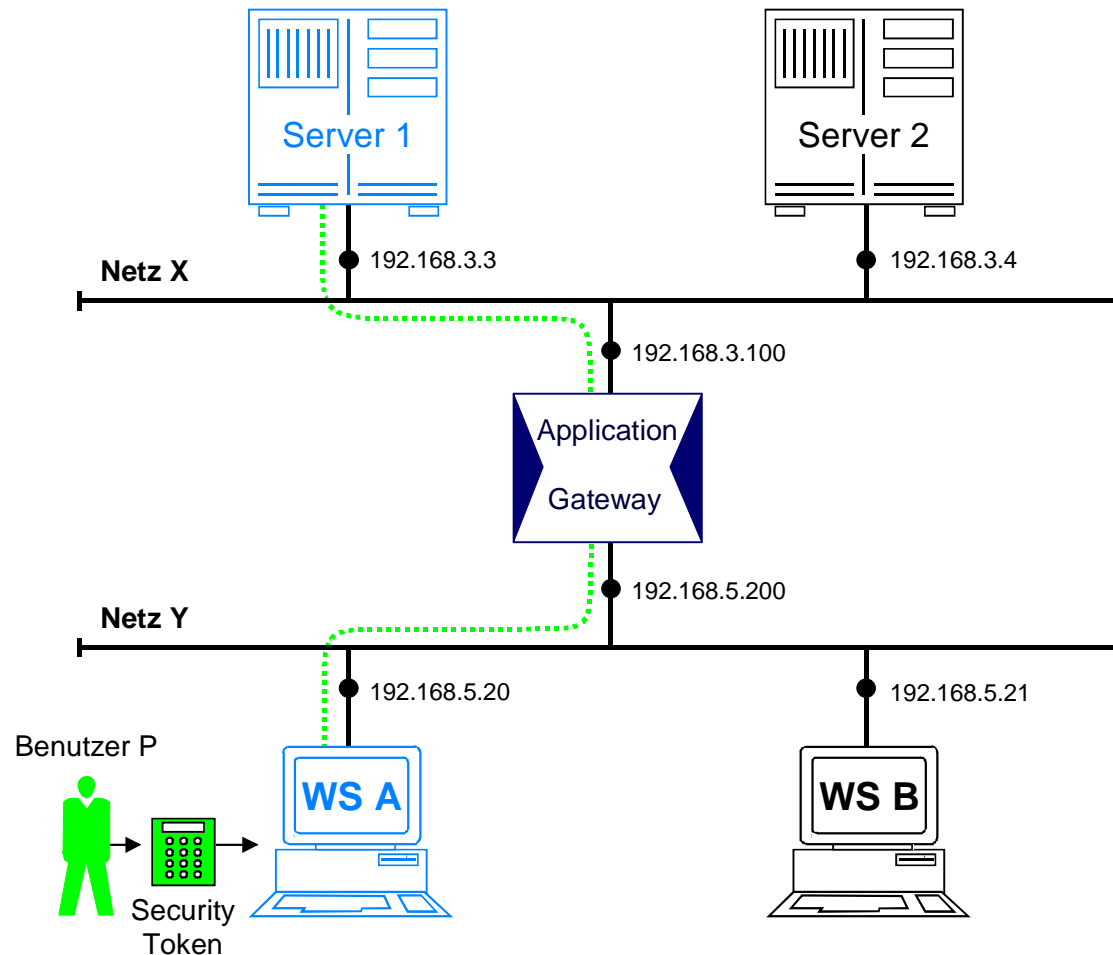 Server 1
Server 2
192.168.3.3
192.168.3.4
Netz X
192.168.3.100
Application
Gateway
192.168.5.200
Netz Y
192.168.5.20
192.168.5.21
Benutzer P
WS A
WS B
Security
Token